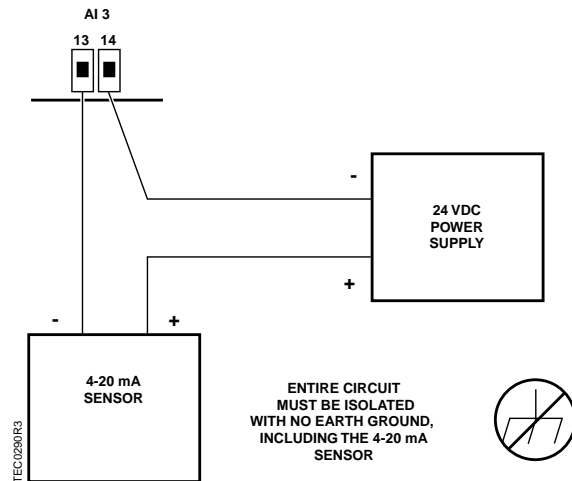 AI 3
13 14
-
24 VDC
POWER
SUPPLY
+
- +
4-20 mA
SENSOR
ENTIRE CIRCUIT
MUST BE ISOLATED
WITH NO EARTH GROUND,
INCLUDING THE 4-20 mA
SENSOR
TEC0290R3